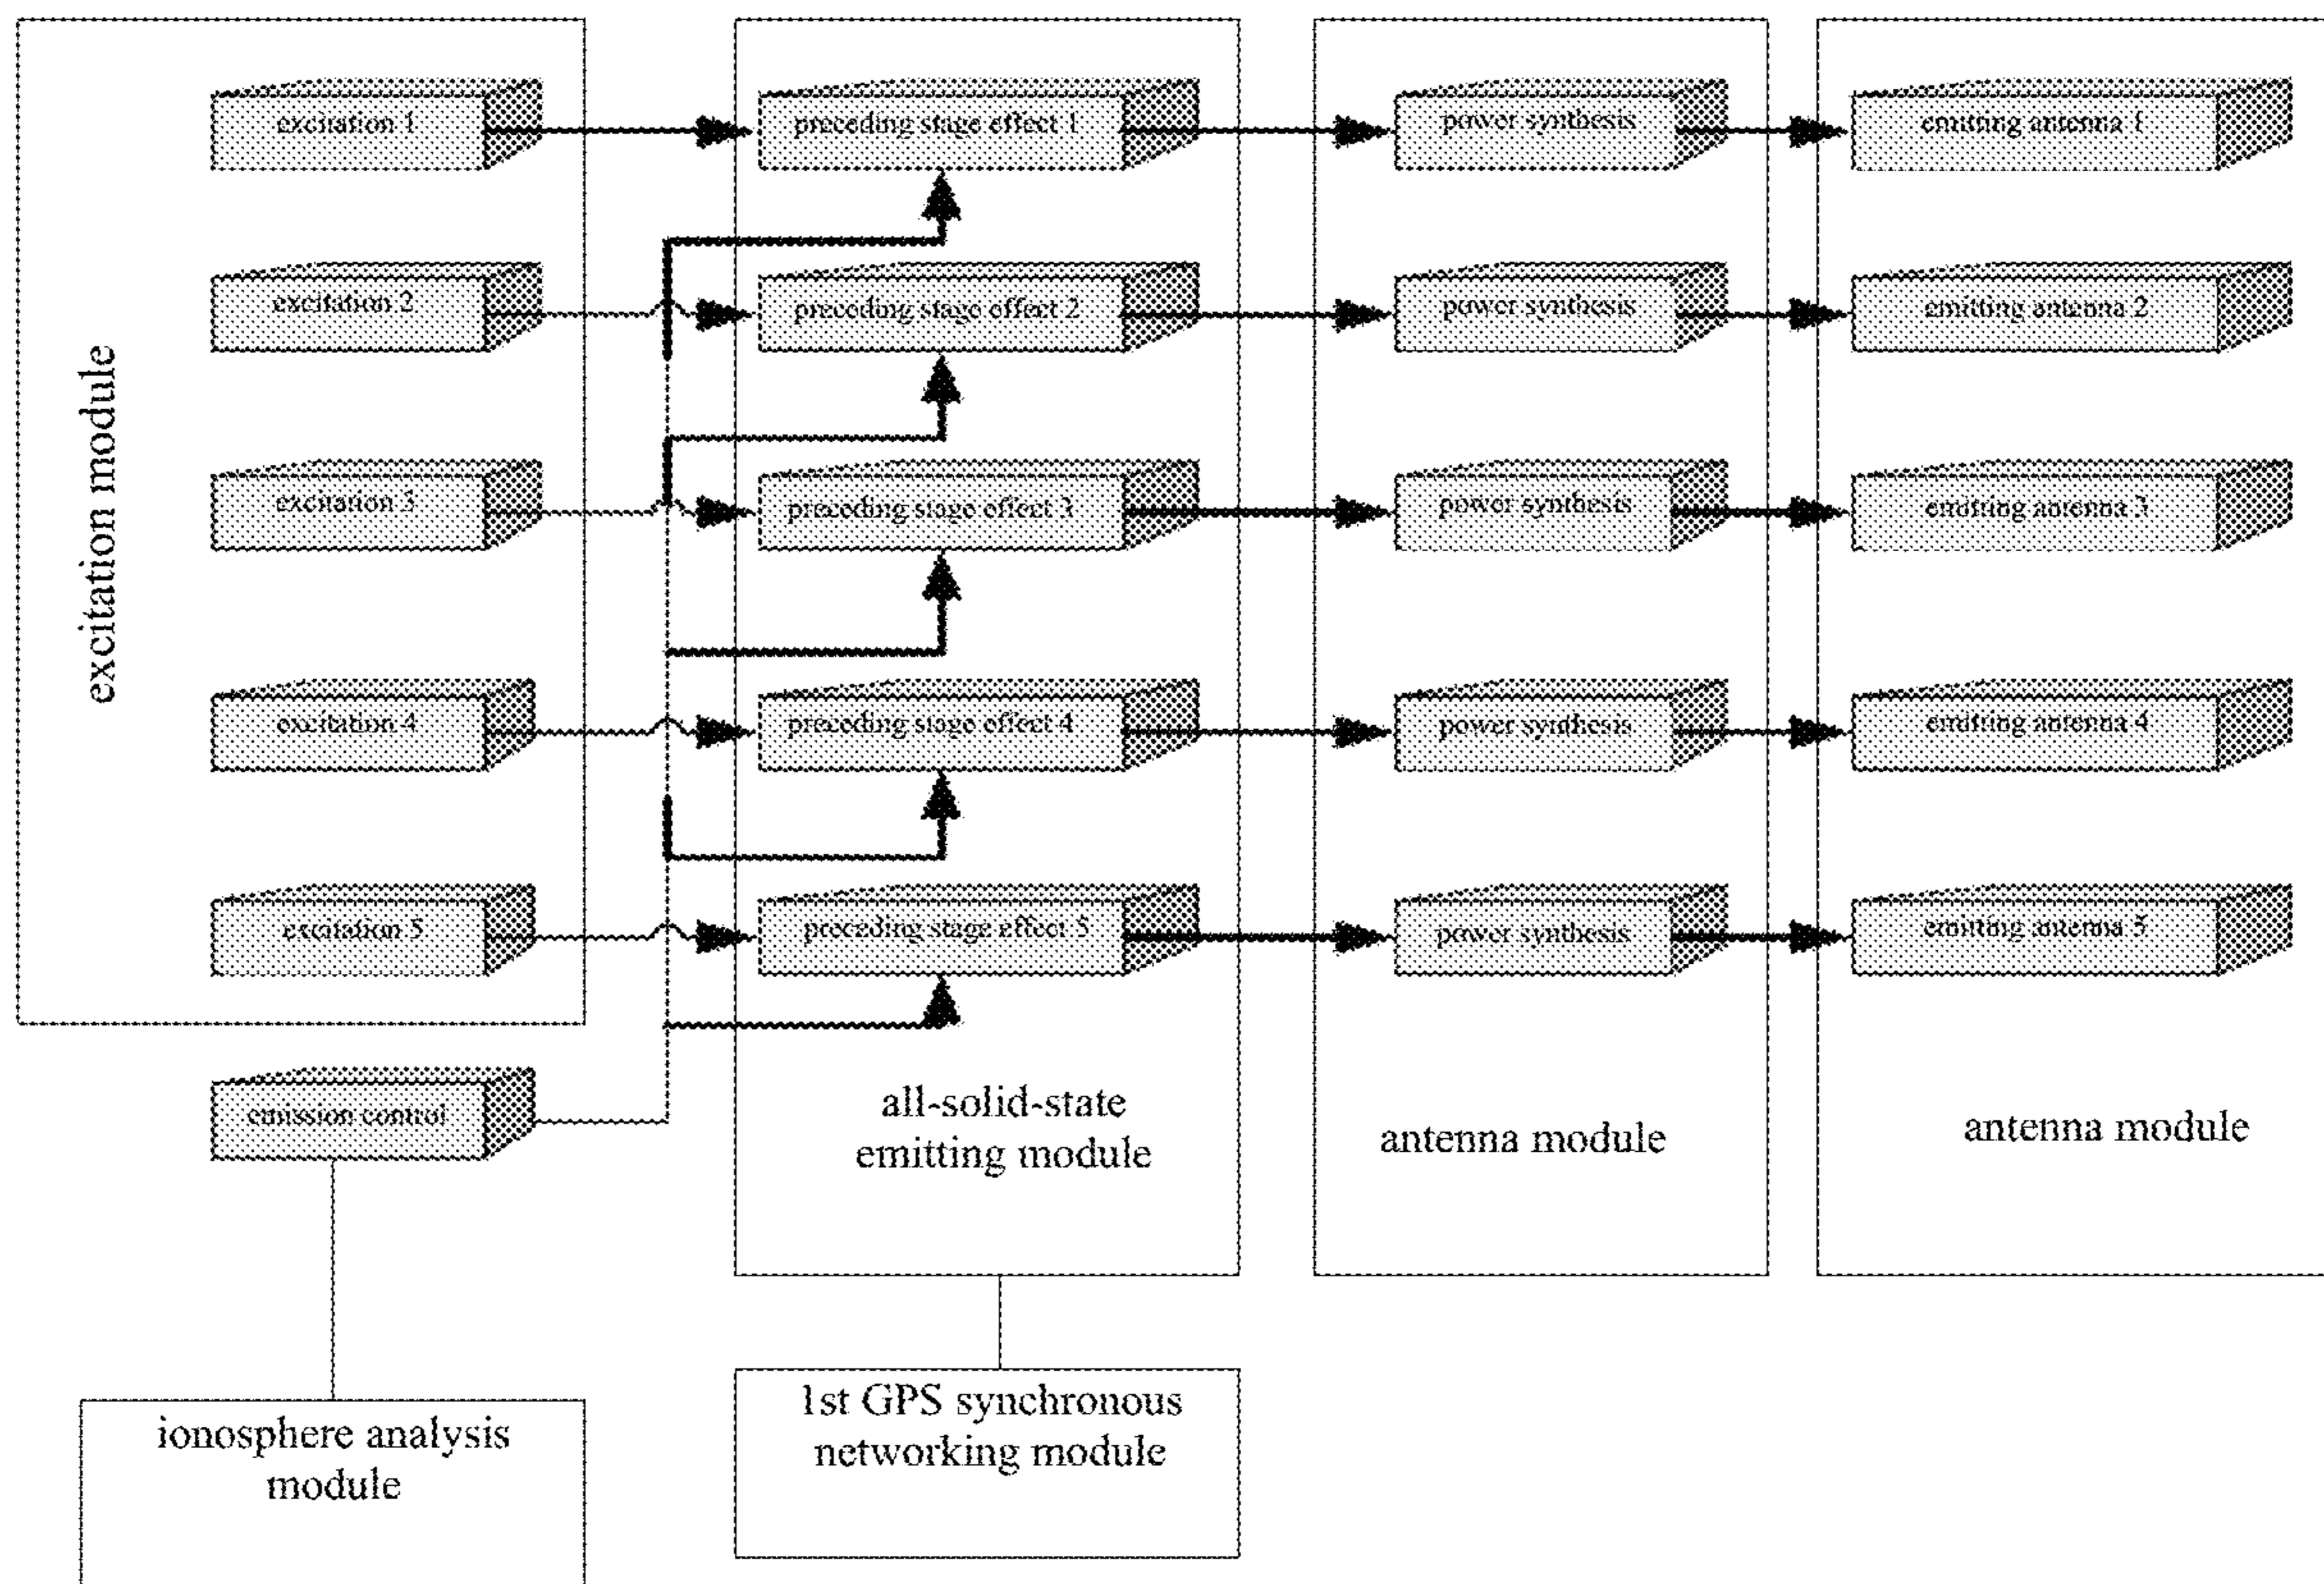 excitation module
excitation 1
preceding stage effect 1
power synthesis
emitting antenna 1
excitation 2
preceding stage effect 2
power synthesis
emitting antenna 2
excitation 3
preceding stage effect 3
power synthesis
emitting antenna 3
excitation 4
preceding stage effect 4
power synthesis
emitting antenna 4
excitation 5
preceding stage effect 5
power synthesis
emitting antenna 5
emission control
all-solid-state
emitting module
antenna module
antenna module
ionosphere analysis
module
1st GPS synchronous
networking module